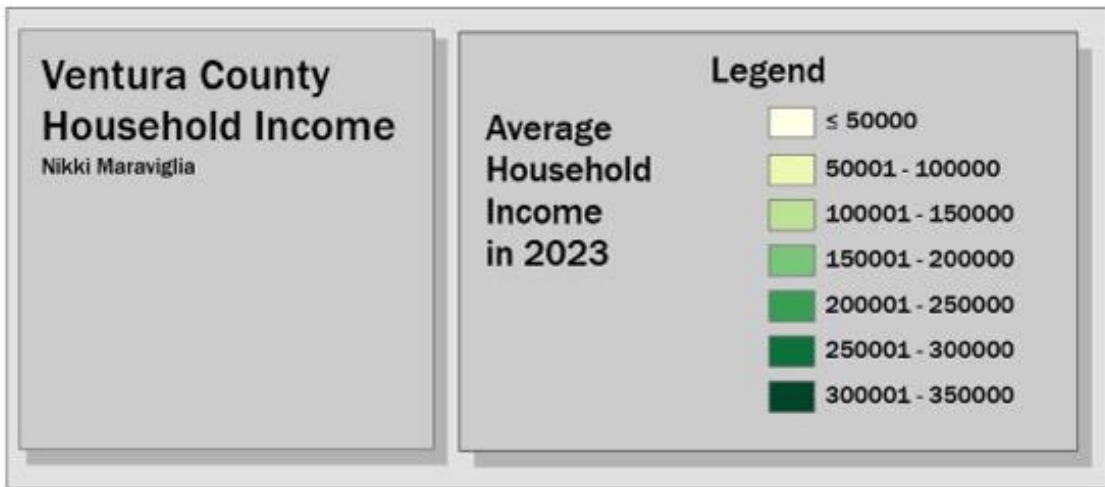 Ventura County
Household Income
Nikki Maraviglia
Legend
Average
Household
Income
in 2023
≤ 50000
50001 - 100000
100001 - 150000
150001 - 200000
200001 - 250000
250001 - 300000
300001 - 350000